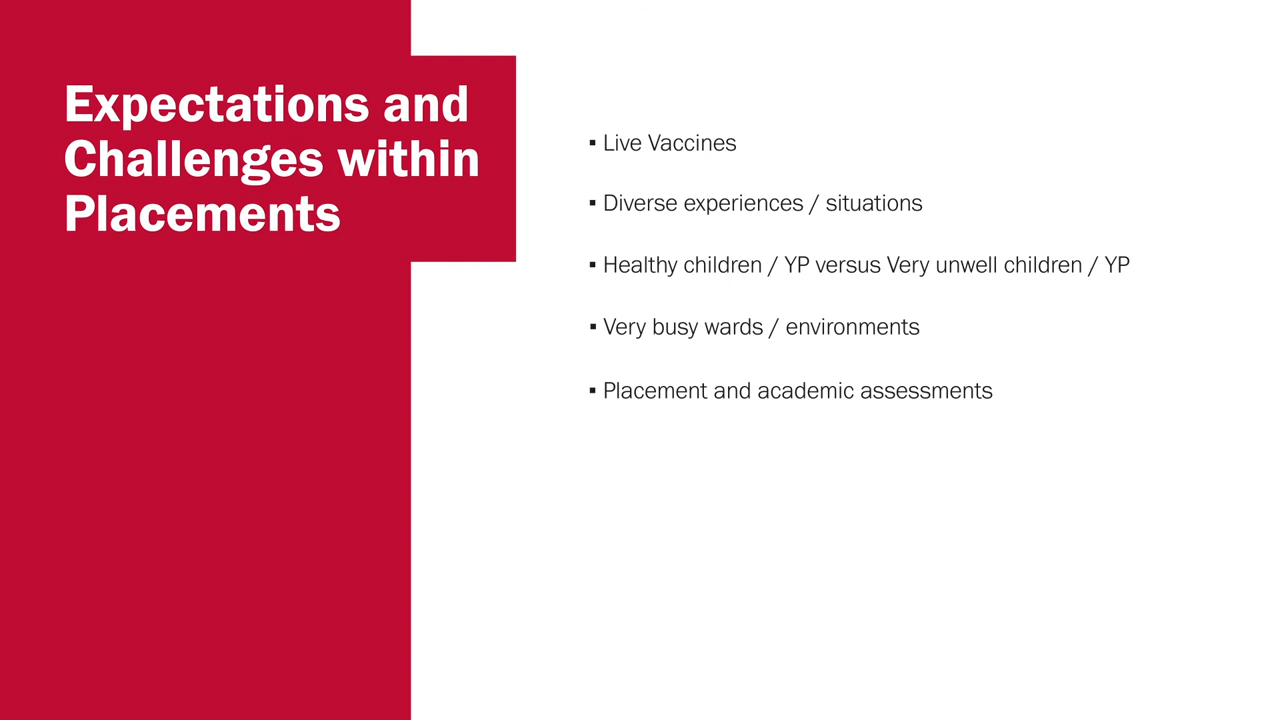 Expectations and
Challenges within
Placements
▪ Live Vaccines
▪ Diverse experiences / situations
▪ Healthy children / YP versus Very unwell children / YP
▪ Very busy wards / environments
▪ Placement and academic assessments